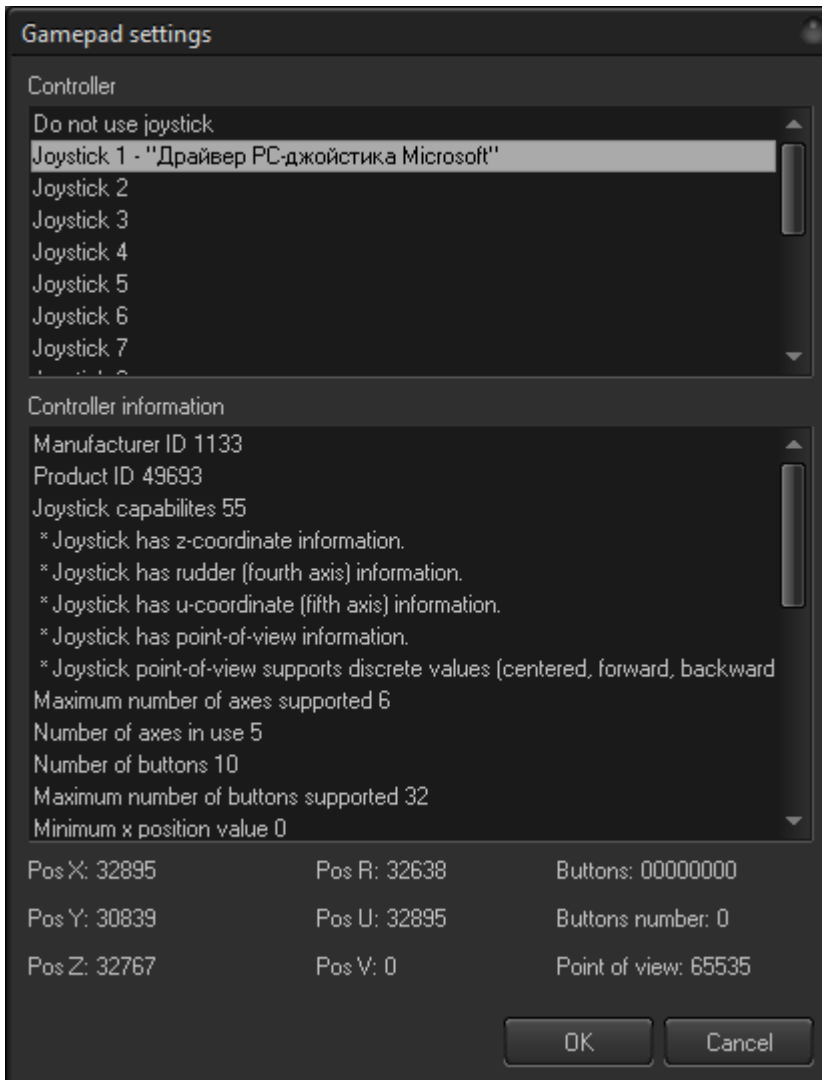 Gamepad settings
Controller
Do not use joystick
Joystick 1 - "Драйвер PC-джойстика Microsoft"
Joystick 2
Joystick 3
Joystick 4
Joystick 5
Joystick 6
Joystick 7
Controller information
Manufacturer ID 1133
Product ID 49693
Joystick capabilites 55
* Joystick has z-coordinate information.
* Joystick has rudder (fourth axis) information.
* Joystick has u-coordinate (fifth axis) information.
* Joystick has point-of-view information.
* Joystick point-of-view supports discrete values (centered, forward, backward
Maximum number of axes supported 6
Number of axes in use 5
Number of buttons 10
Maximum number of buttons supported 32
Minimum x position value 0
Pos X: 32895 Pos R: 32638 Buttons: 00000000
Pos Y: 30839 Pos U: 32895 Buttons number: 0
Pos Z: 32767 Pos V: 0 Point of view: 65535
OK Cancel